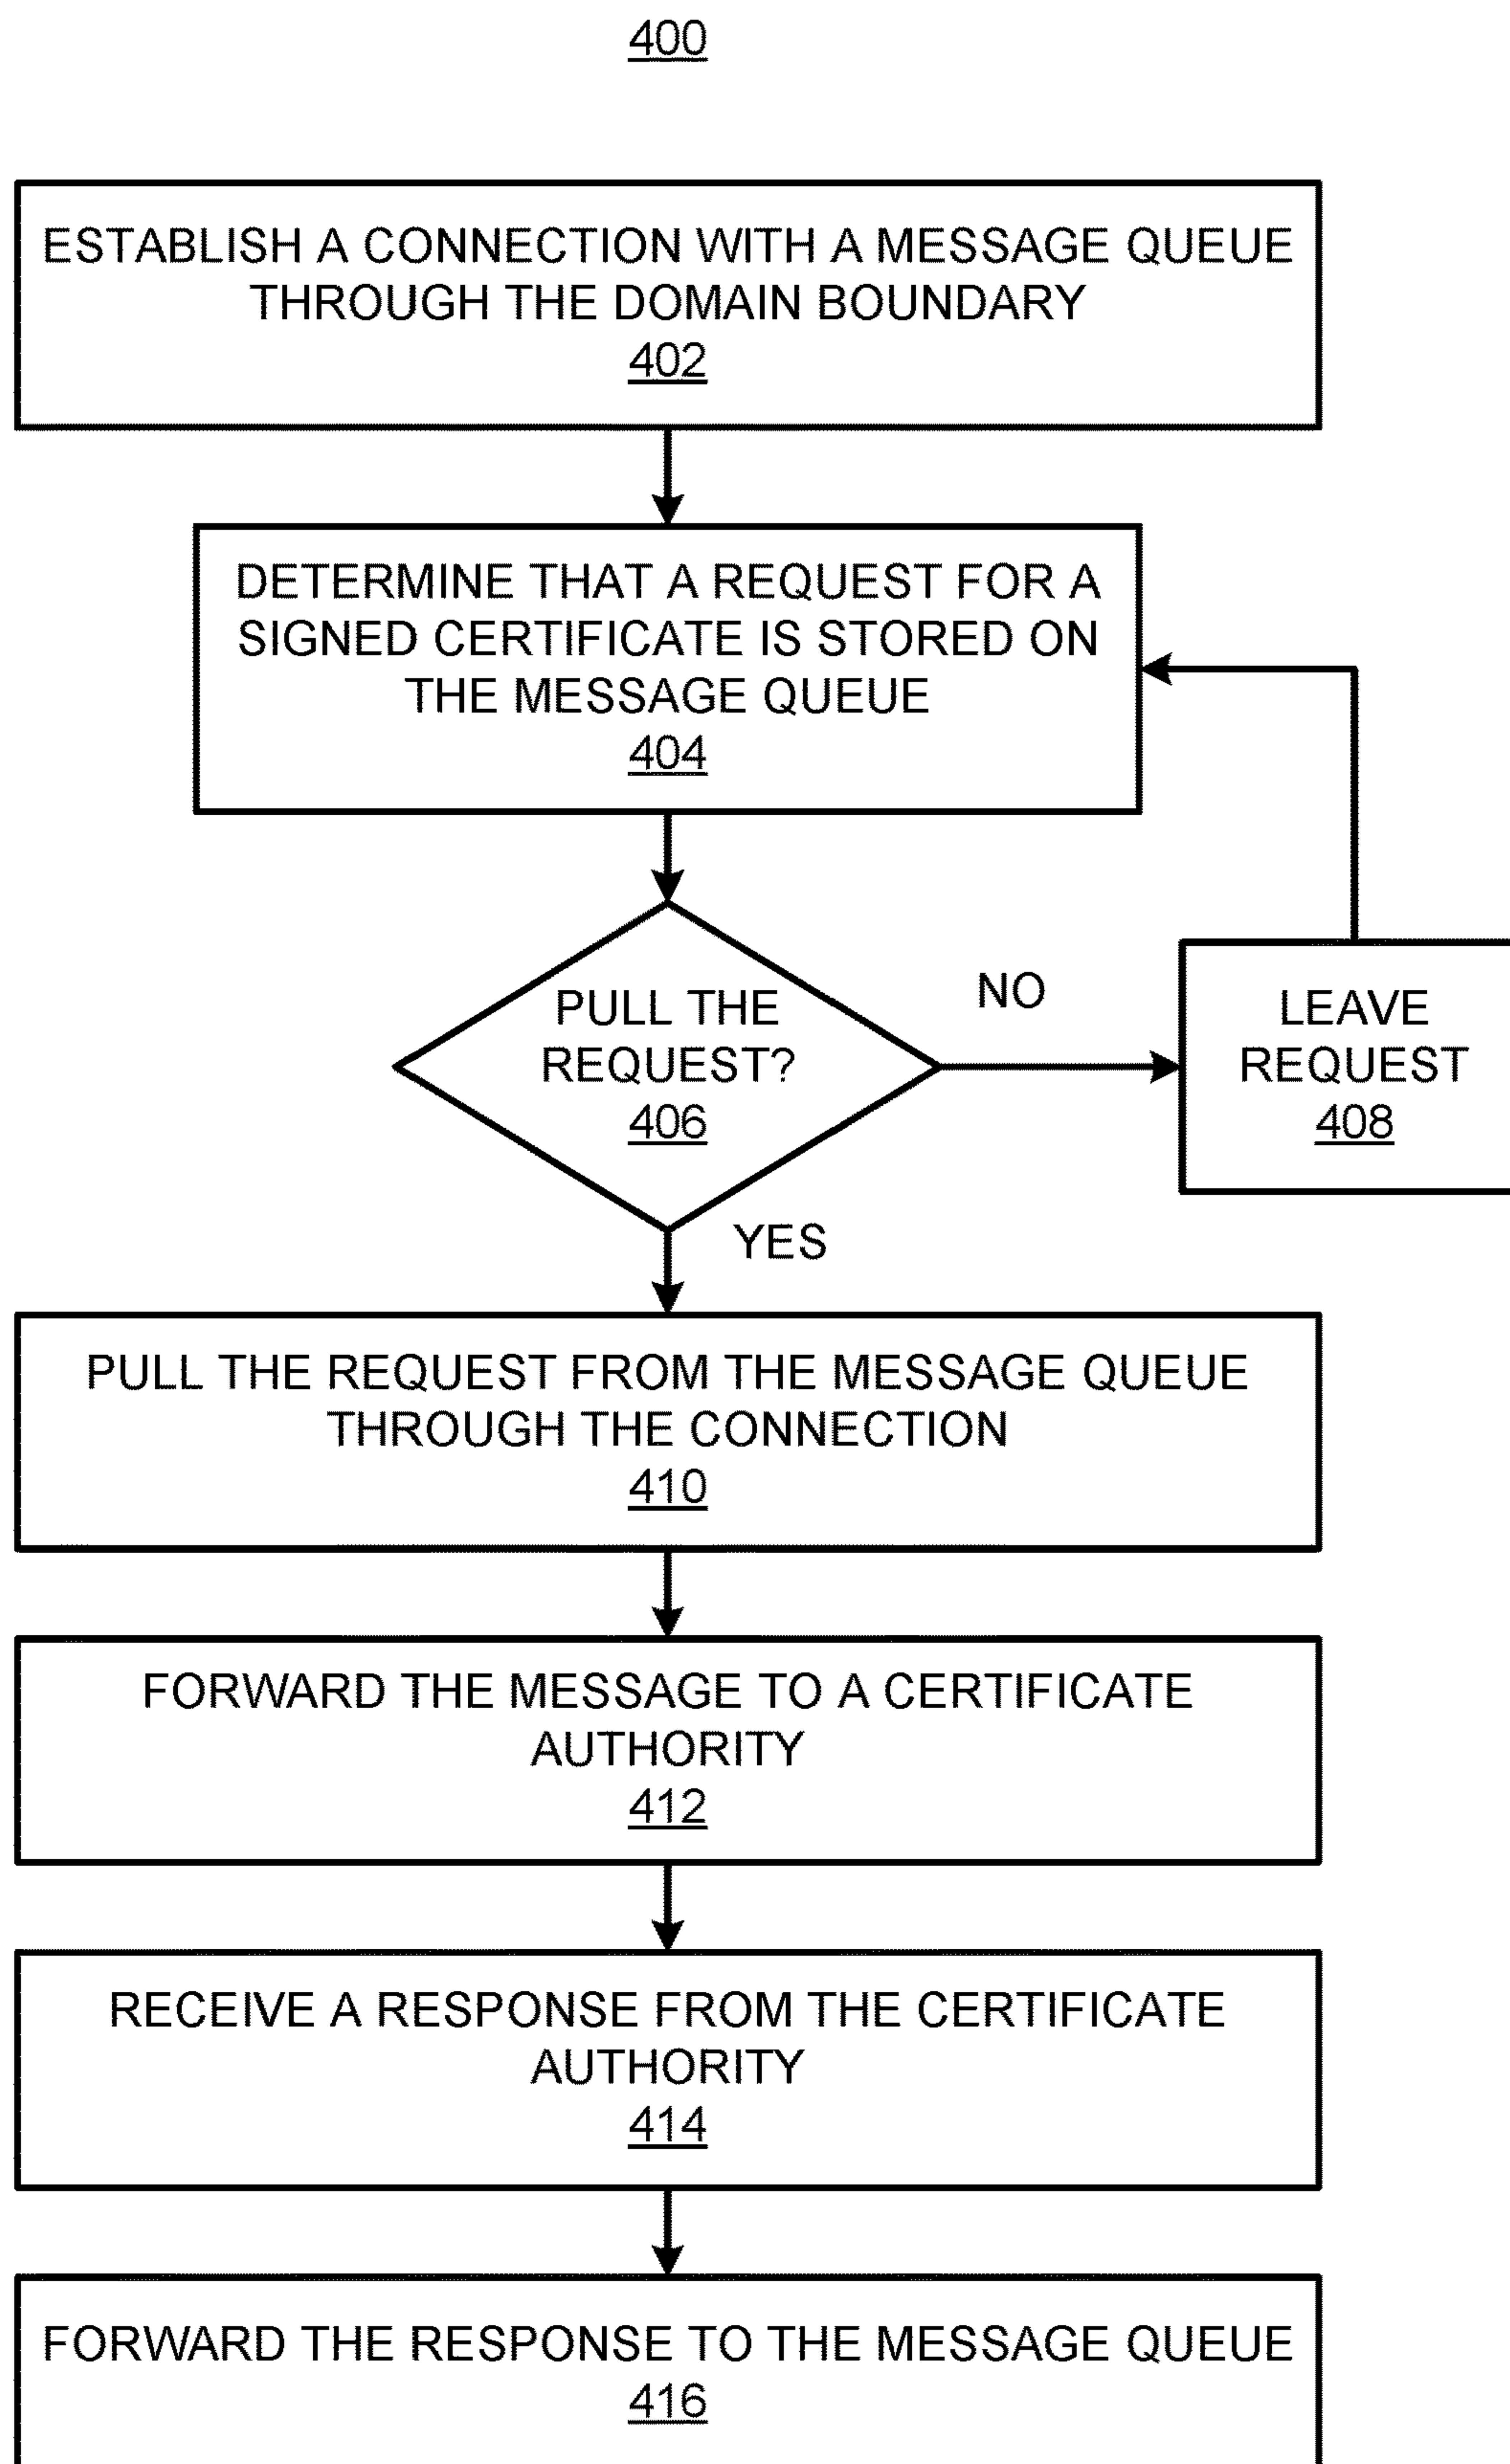 400
ESTABLISH A CONNECTION WITH A MESSAGE QUEUE
THROUGH THE DOMAIN BOUNDARY
402
DETERMINE THAT A REQUEST FOR A
SIGNED CERTIFICATE IS STORED ON
THE MESSAGE QUEUE
404
PULL THE
REQUEST?
406
NO
LEAVE
REQUEST
408
YES
PULL THE REQUEST FROM THE MESSAGE QUEUE
THROUGH THE CONNECTION
410
FORWARD THE MESSAGE TO A CERTIFICATE
AUTHORITY
412
RECEIVE A RESPONSE FROM THE CERTIFICATE
AUTHORITY
414
FORWARD THE RESPONSE TO THE MESSAGE QUEUE
416